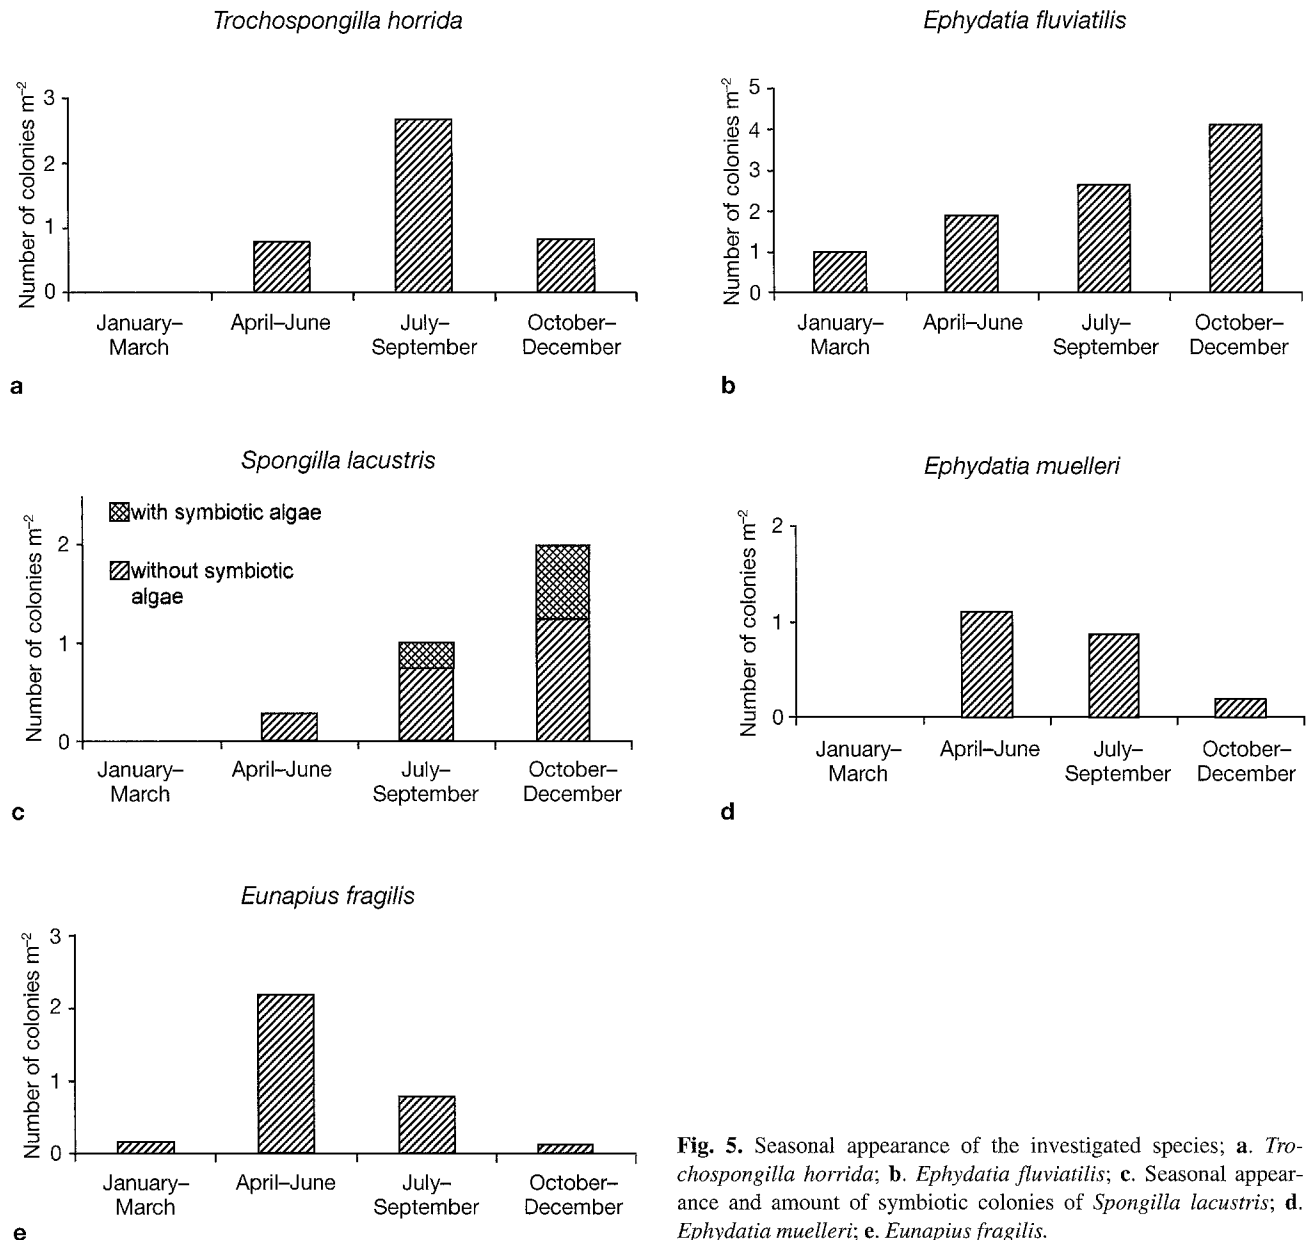 Trochospongilla horrida
Number of colonies m⁻²
3
2
1
0
January–
March
April–June
July–
September
October–
December
a
Ephydatia fluviatilis
Number of colonies m⁻²
5
4
3
2
1
0
January–
March
April–June
July–
September
October–
December
b
Spongilla lacustris
Number of colonies m⁻²
2
1
0
with symbiotic algae
without symbiotic
algae
January–
March
April–June
July–
September
October–
December
c
Ephydatia muelleri
Number of colonies m⁻²
2
1
0
January–
March
April–June
July–
September
October–
December
d
Eunapius fragilis
Number of colonies m⁻²
3
2
1
0
January–
March
April–June
July–
September
October–
December
e
Fig. 5. Seasonal appearance of the investigated species; a. Tro-
chospongilla horrida; b. Ephydatia fluviatilis; c. Seasonal appear-
ance and amount of symbiotic colonies of Spongilla lacustris; d.
Ephydatia muelleri; e. Eunapius fragilis.